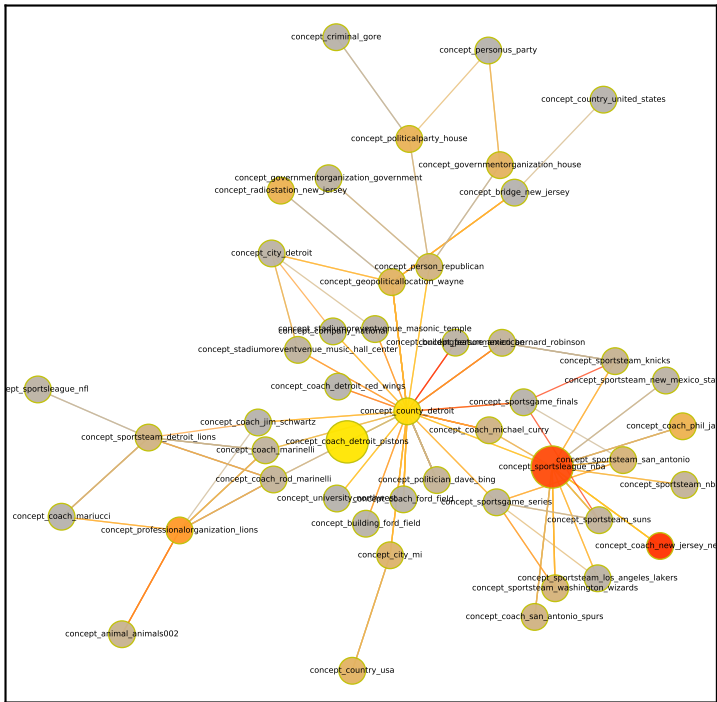 concept_criminal_gore
concept_personus_party
concept_country_united_states
concept_politicalparty_house
concept_governmentorganization_house
concept_governmentorganization_government
concept_radiostation_new_jersey
concept_bridge_new_jersey
concept_city_detroit
concept_person_republican
concept_geopoliticallocation_wayne
concept_stadiumoreventvenue_masonic_temple
concept_company_national
concept_stadiumoreventvenue_music_hall_center
concept_sportsteam_knicks
concept_sportsteam_new_mexico_sta
ept_sportsleague_nfl
concept_coach_detroit_red_wings
concept_sportsgame_finals
concept_county_detroit
concept_coach_jim_schwartz
concept_coach_phil_ja
concept_sportsteam_detroit_lions
concept_coach_detroit_pistons
concept_coach_michael_curry
concept_coach_marinelli
concept_sportsteam_san_antonio
concept_sportsleague_nba
concept_coach_rod_marinelli
concept_politician_dave_bing
concept_sportsteam_nb
concept_coach_ford_field
concept_sportsgame_series
concept_coach_mariucci
concept_professionalorganization_lions
concept_building_ford_field
concept_sportsteam_suns
concept_coach_new_jersey_ne
concept_city_mi
concept_sportsteam_los_angeles_lakers
concept_sportsteam_washington_wizards
concept_coach_san_antonio_spurs
concept_animal_animals002
concept_country_usa